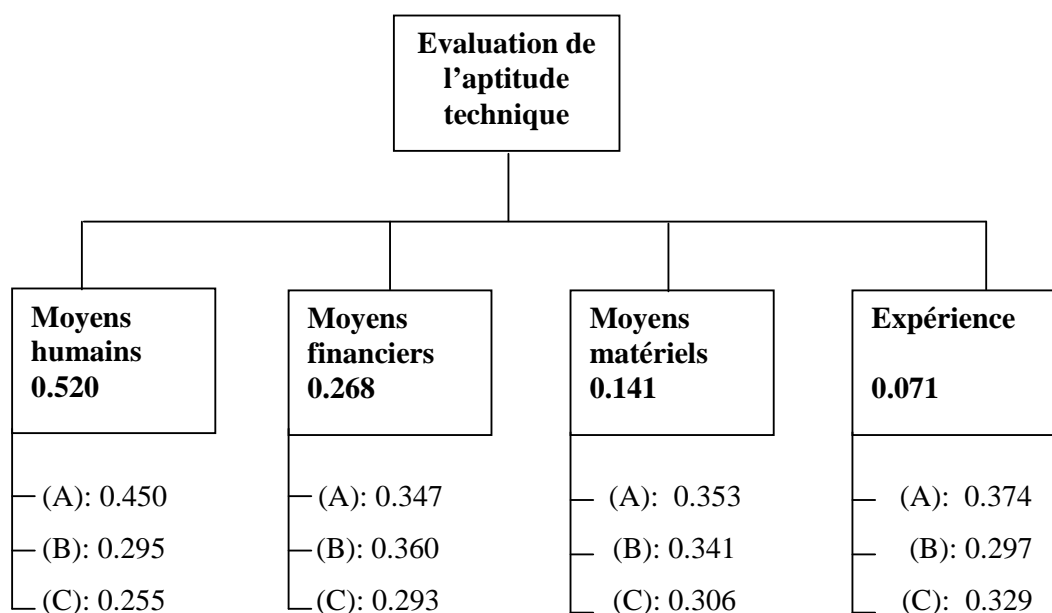 Evaluation de
l’aptitude
technique
Moyens
humains
0.520
Moyens
financiers
0.268
Moyens
matériels
0.141
Expérience
0.071
(A): 0.450
(B): 0.295
(C): 0.255
(A): 0.347
(B): 0.360
(C): 0.293
(A): 0.353
(B): 0.341
(C): 0.306
(A): 0.374
(B): 0.297
(C): 0.329